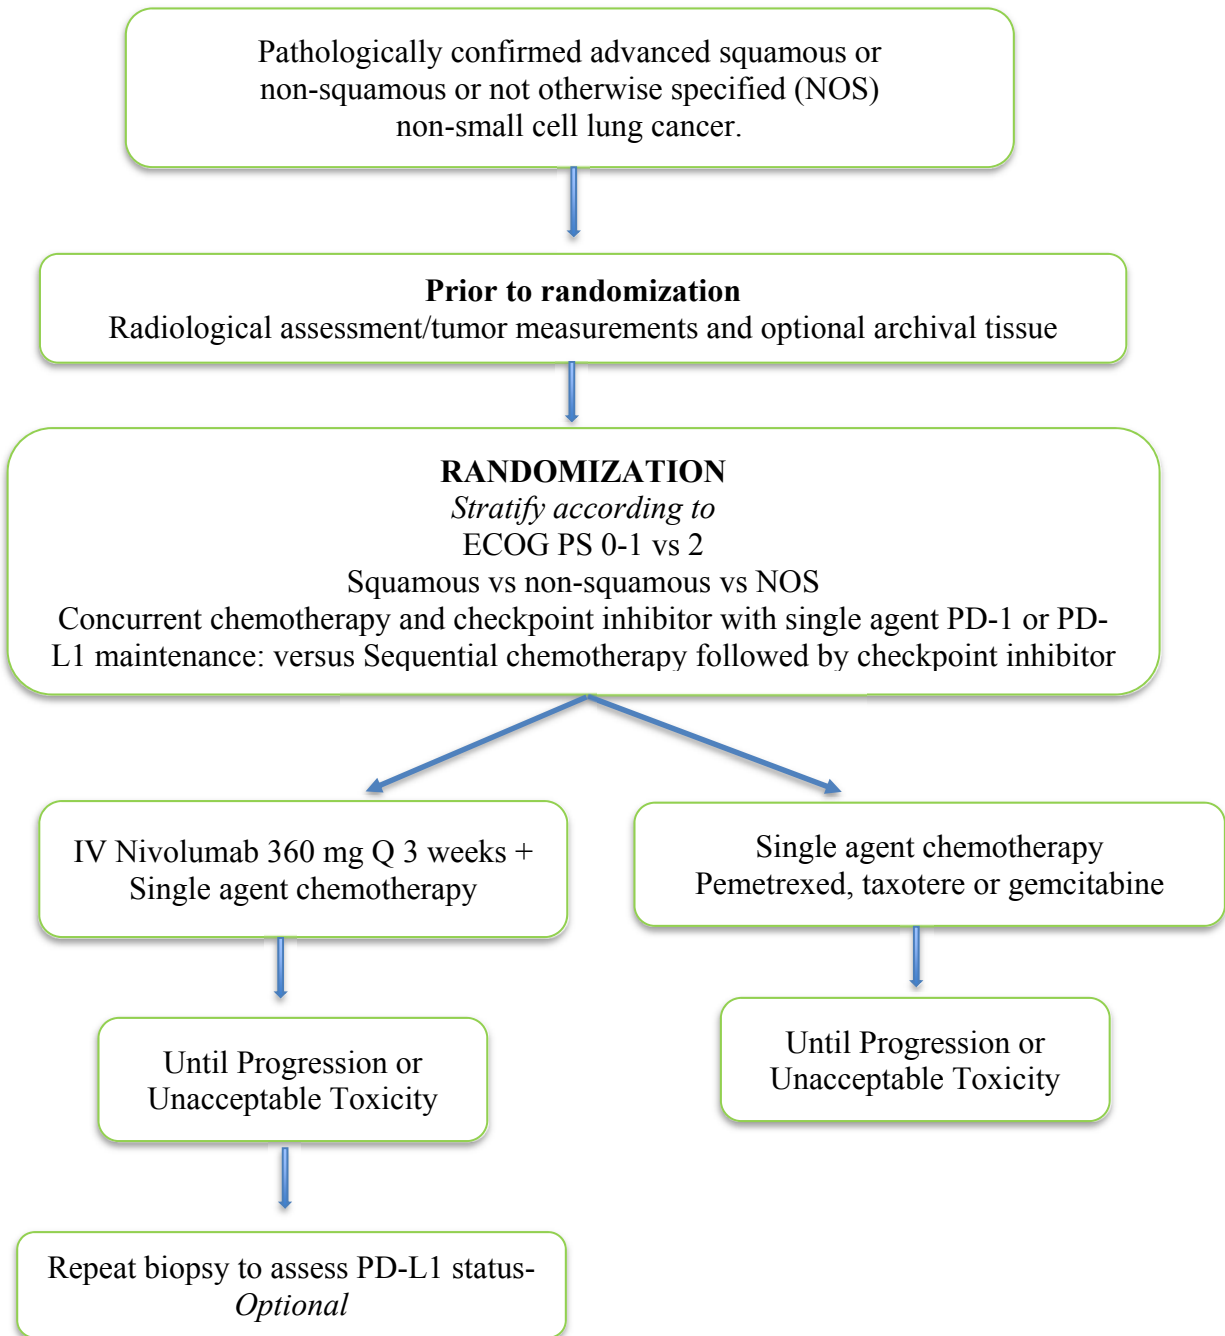 Pathologically confirmed advanced squamous or
non-squamous or not otherwise specified (NOS)
non-small cell lung cancer.
Prior to randomization
Radiological assessment/tumor measurements and optional archival tissue
RANDOMIZATION
Stratify according to
ECOG PS 0-1 vs 2
Squamous vs non-squamous vs NOS
Concurrent chemotherapy and checkpoint inhibitor with single agent PD-1 or PD-
L1 maintenance: versus Sequential chemotherapy followed by checkpoint inhibitor
IV Nivolumab 360 mg Q 3 weeks +
Single agent chemotherapy
Single agent chemotherapy
Pemetrexed, taxotere or gemcitabine
Until Progression or
Unacceptable Toxicity
Until Progression or
Unacceptable Toxicity
Repeat biopsy to assess PD-L1 status-
Optional